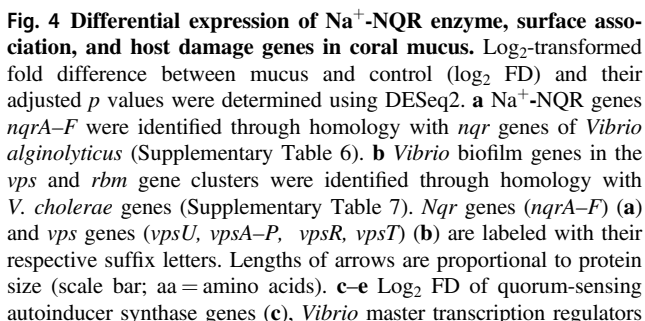 Fig. 4 Differential expression of Na⁺-NQR enzyme, surface asso-
ciation, and host damage genes in coral mucus. Log₂-transformed
fold difference between mucus and control (log₂ FD) and their
adjusted p values were determined using DESeq2. a Na⁺-NQR genes
nqrA–F were identified through homology with nqr genes of Vibrio
alginolyticus (Supplementary Table 6). b Vibrio biofilm genes in the
vps and rbm gene clusters were identified through homology with
V. cholerae genes (Supplementary Table 7). Nqr genes (nqrA–F) (a)
and vps genes (vpsU, vpsA–P, vpsR, vpsT) (b) are labeled with their
respective suffix letters. Lengths of arrows are proportional to protein
size (scale bar; aa = amino acids). c–e Log₂ FD of quorum-sensing
autoinducer synthase genes (c), Vibrio master transcription regulators